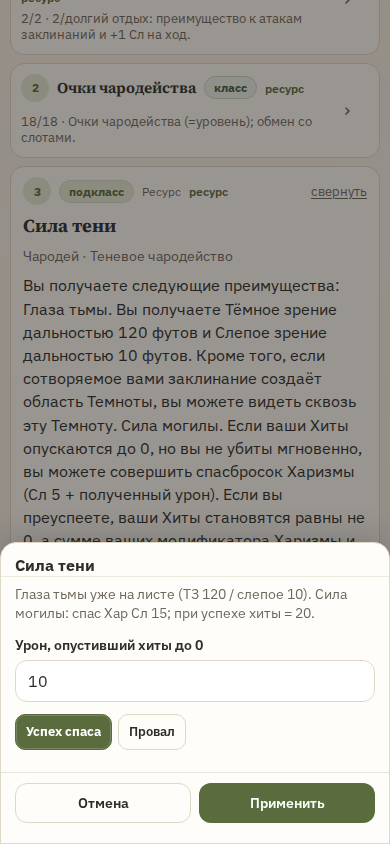 2/2 · 2/долгий отдых: преимущество к атакам
заклинаний и +1 Сл на ход.
2 Очки чародейства класс ресурс
18/18 · Очки чародейства (=уровень); обмен со
слотами.
3 подкласс Ресурс ресурс свернуть
Сила тени
Чародей · Теневое чародейство
Вы получаете следующие преимущества:
Глаза тьмы. Вы получаете Тёмное зрение
дальностью 120 футов и Слепое зрение
дальностью 10 футов. Кроме того, если
сотворяемое вами заклинание создаёт
область Темноты, вы можете видеть сквозь
эту Темноту. Сила могилы. Если ваши Хиты
опускаются до 0, но вы не убиты мгновенно,
вы можете совершить спасбросок Харизмы
(Сл 5 + полученный урон). Если вы
преуспеете, ваши Хиты становятся равны не
0, а сумме ваших модификатора Харизмы и
Сила тени
Глаза тьмы уже на листе (ТЗ 120 / слепое 10). Сила
могилы: спас Хар Сл 15; при успехе хиты = 20.
Урон, опустивший хиты до 0
10
Успех спаса Провал
Отмена Применить